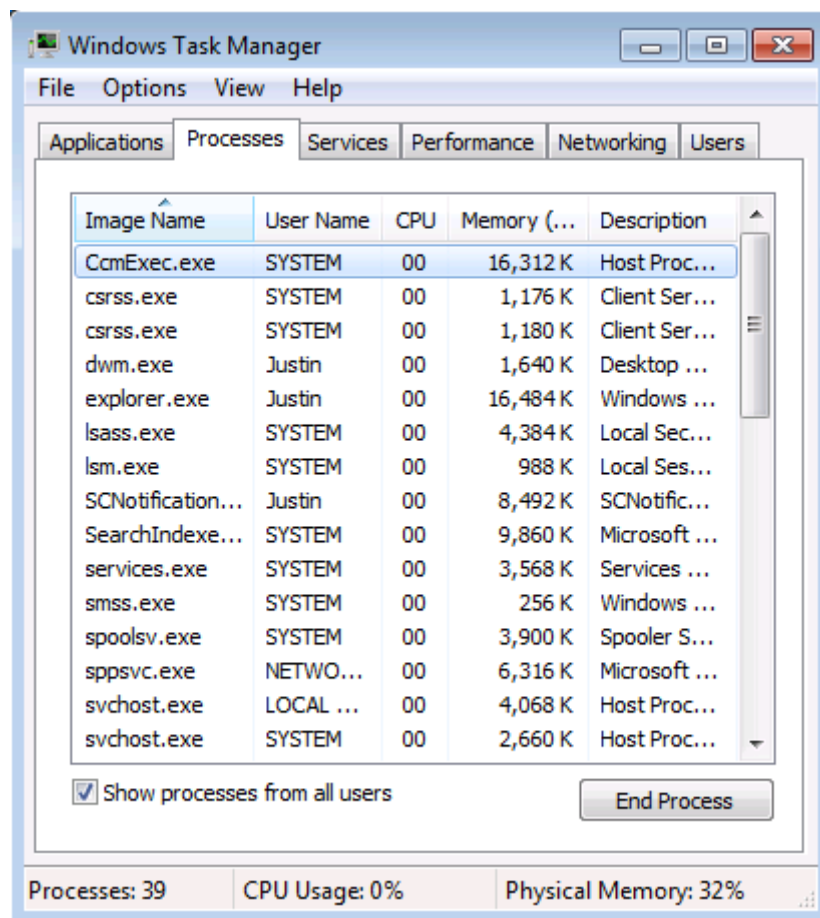 Windows Task Manager
File Options View Help
Applications Processes Services Performance Networking Users
Image Name User Name CPU Memory (... Description
CcmExec.exe SYSTEM 00 16,312 K Host Proc...
csrss.exe SYSTEM 00 1,176 K Client Ser...
csrss.exe SYSTEM 00 1,180 K Client Ser...
dwm.exe Justin 00 1,640 K Desktop ...
explorer.exe Justin 00 16,484 K Windows ...
lsass.exe SYSTEM 00 4,384 K Local Sec...
lsm.exe SYSTEM 00 988 K Local Ses...
SCNotification... Justin 00 8,492 K SCNotific...
SearchIndexe... SYSTEM 00 9,860 K Microsoft ...
services.exe SYSTEM 00 3,568 K Services ...
smss.exe SYSTEM 00 256 K Windows ...
spoolsv.exe SYSTEM 00 3,900 K Spooler S...
sppsvc.exe NETWO... 00 6,316 K Microsoft ...
svchost.exe LOCAL ... 00 4,068 K Host Proc...
svchost.exe SYSTEM 00 2,660 K Host Proc...
Show processes from all users
End Process
Processes: 39 CPU Usage: 0% Physical Memory: 32%